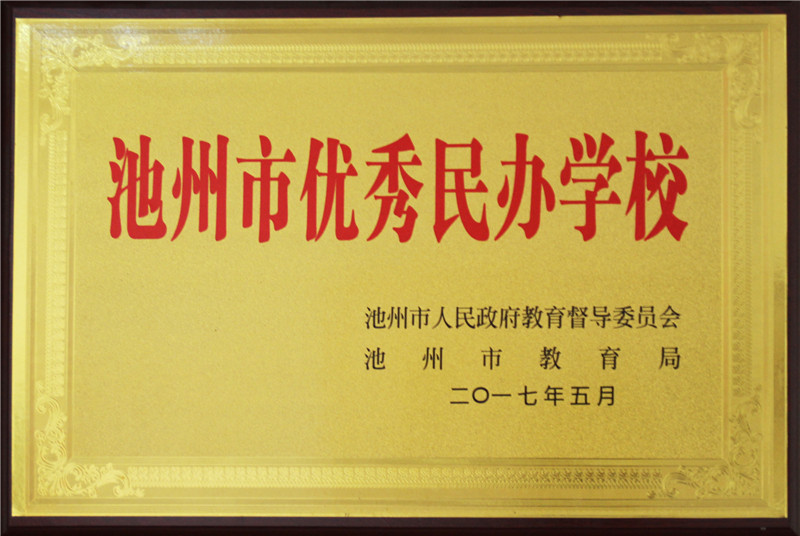 池州市优秀民办学校
池州市人民政府教育督导委员会
池州市教育局
二〇一七年五月